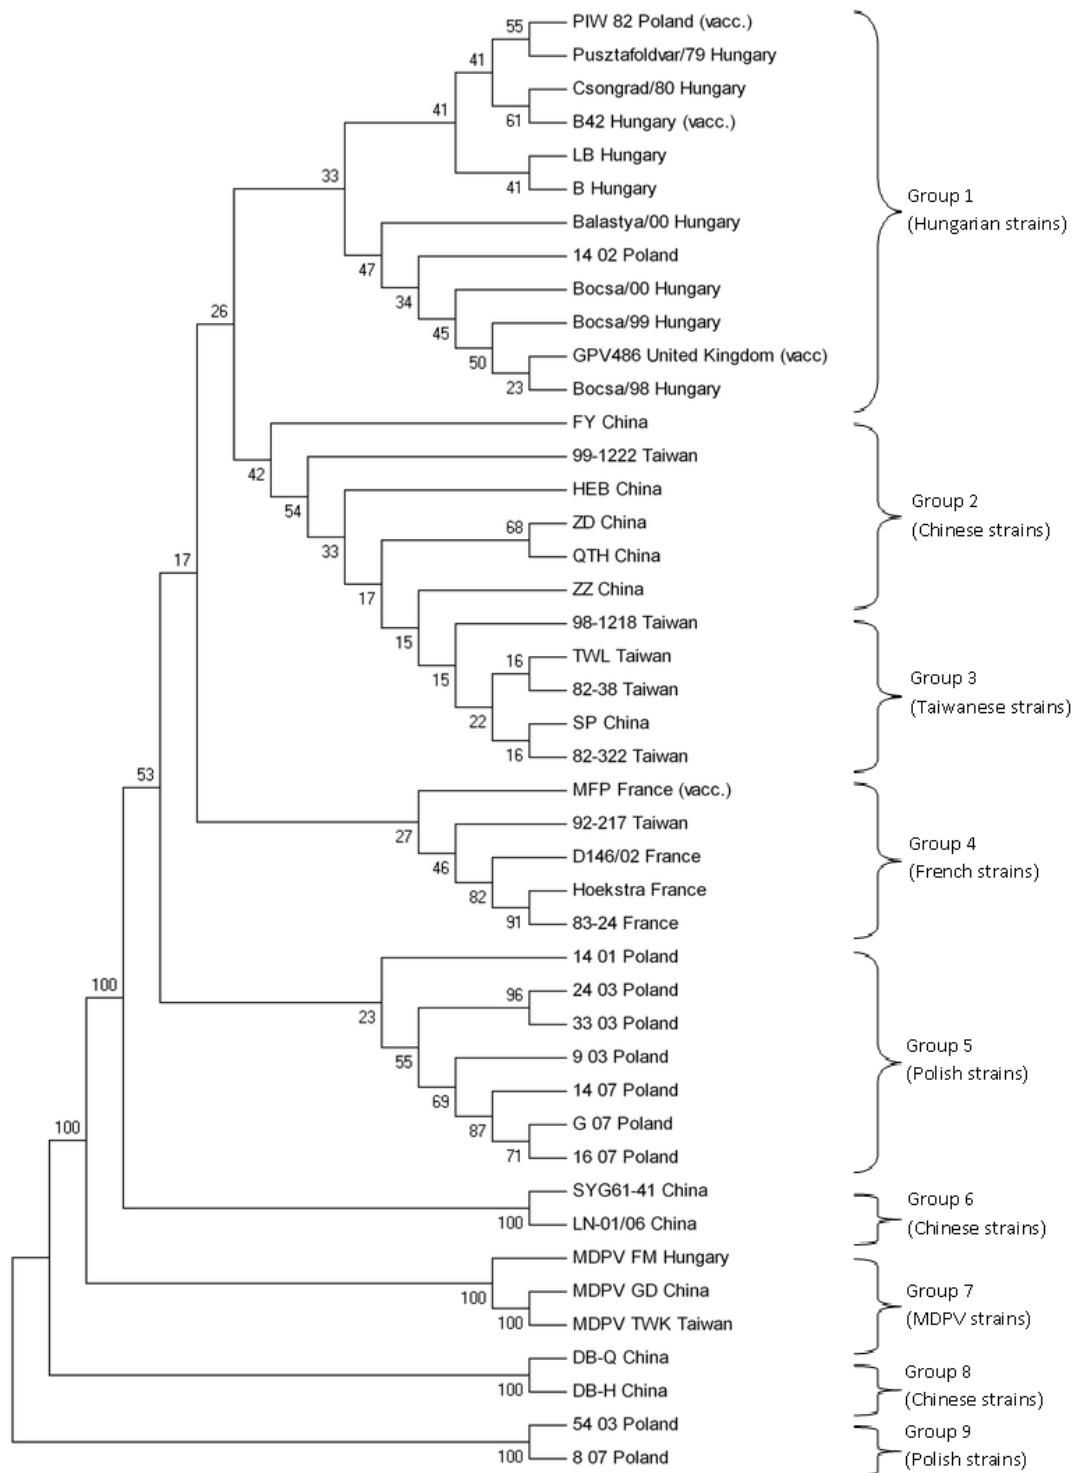 PIW 82 Poland (vacc.)
Pusztafoldvar/79 Hungary
Csongrad/80 Hungary
B42 Hungary (vacc.)
LB Hungary
B Hungary
Balastya/00 Hungary
14 02 Poland
Bocsa/00 Hungary
Bocsa/99 Hungary
GPV486 United Kingdom (vacc)
Bocsa/98 Hungary
FY China
99-1222 Taiwan
HEB China
ZD China
QTH China
ZZ China
98-1218 Taiwan
TWL Taiwan
82-38 Taiwan
SP China
82-322 Taiwan
MFP France (vacc.)
92-217 Taiwan
D146/02 France
Hoekstra France
83-24 France
14 01 Poland
24 03 Poland
33 03 Poland
9 03 Poland
14 07 Poland
G 07 Poland
16 07 Poland
SYG61-41 China
LN-01/06 China
MDPV FM Hungary
MDPV GD China
MDPV TWK Taiwan
DB-Q China
DB-H China
54 03 Poland
8 07 Poland
55
41
61
41
41
33
47
34
45
50
23
26
42
54
33
68
17
15
15
16
22
16
17
27
46
82
91
53
23
96
55
69
87
71
100
100
100
100
100
100
100
Group 1
(Hungarian strains)
Group 2
(Chinese strains)
Group 3
(Taiwanese strains)
Group 4
(French strains)
Group 5
(Polish strains)
Group 6
(Chinese strains)
Group 7
(MDPV strains)
Group 8
(Chinese strains)
Group 9
(Polish strains)